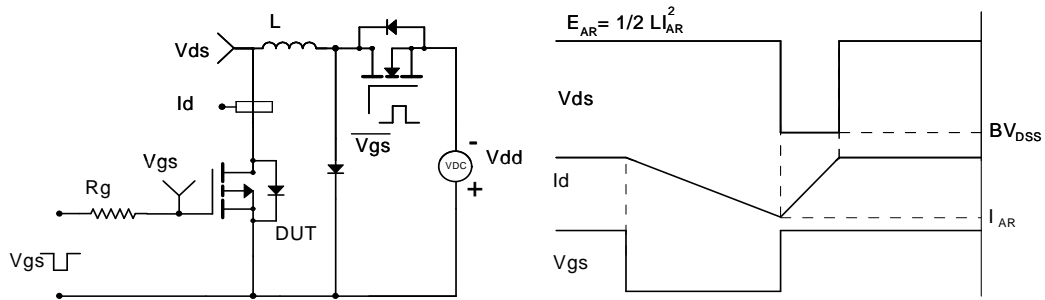 L
Vds
Id
Vgs
Vgs
Rg
DUT
Vgs
VDC
-
+
Vdd
E_AR= 1/2 LI_AR^2
Vds
BV_DSS
Id
I_AR
Vgs